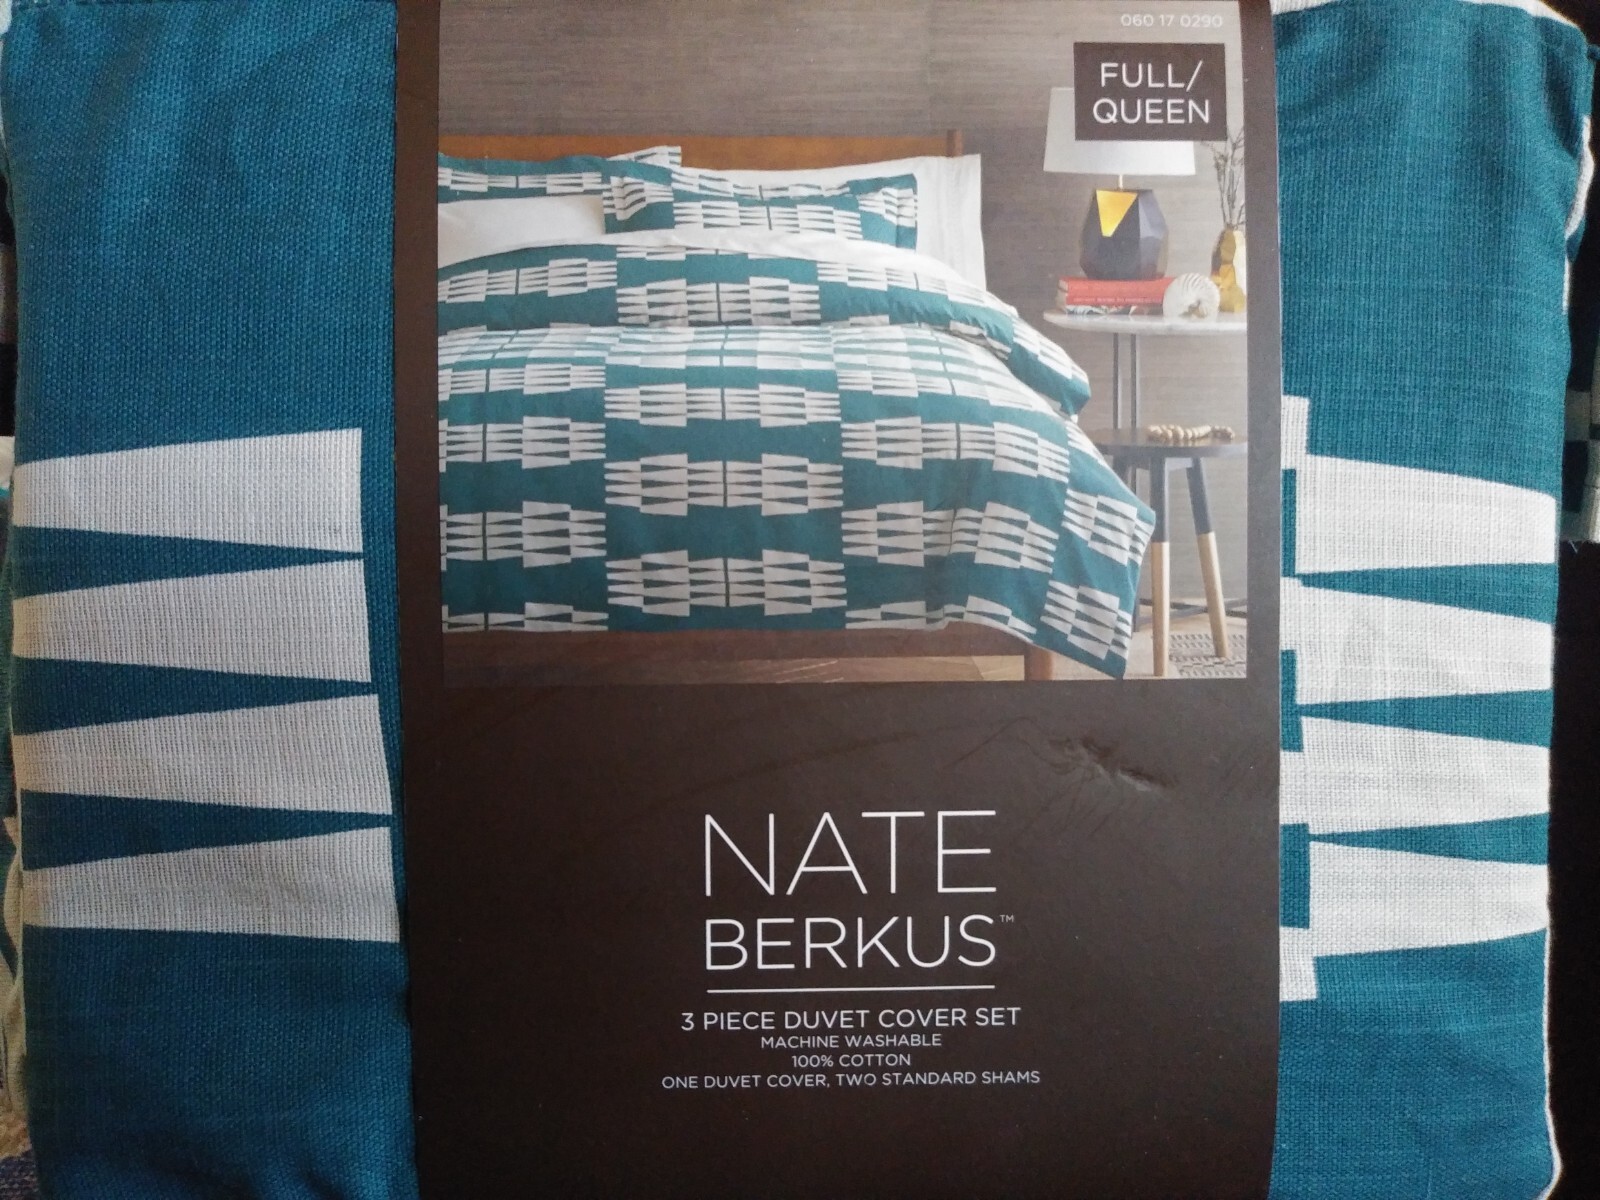 060 17 0290
FULL/
QUEEN
NATE
BERKUS™
3 PIECE DUVET COVER SET
MACHINE WASHABLE
100% COTTON
ONE DUVET COVER, TWO STANDARD SHAMS